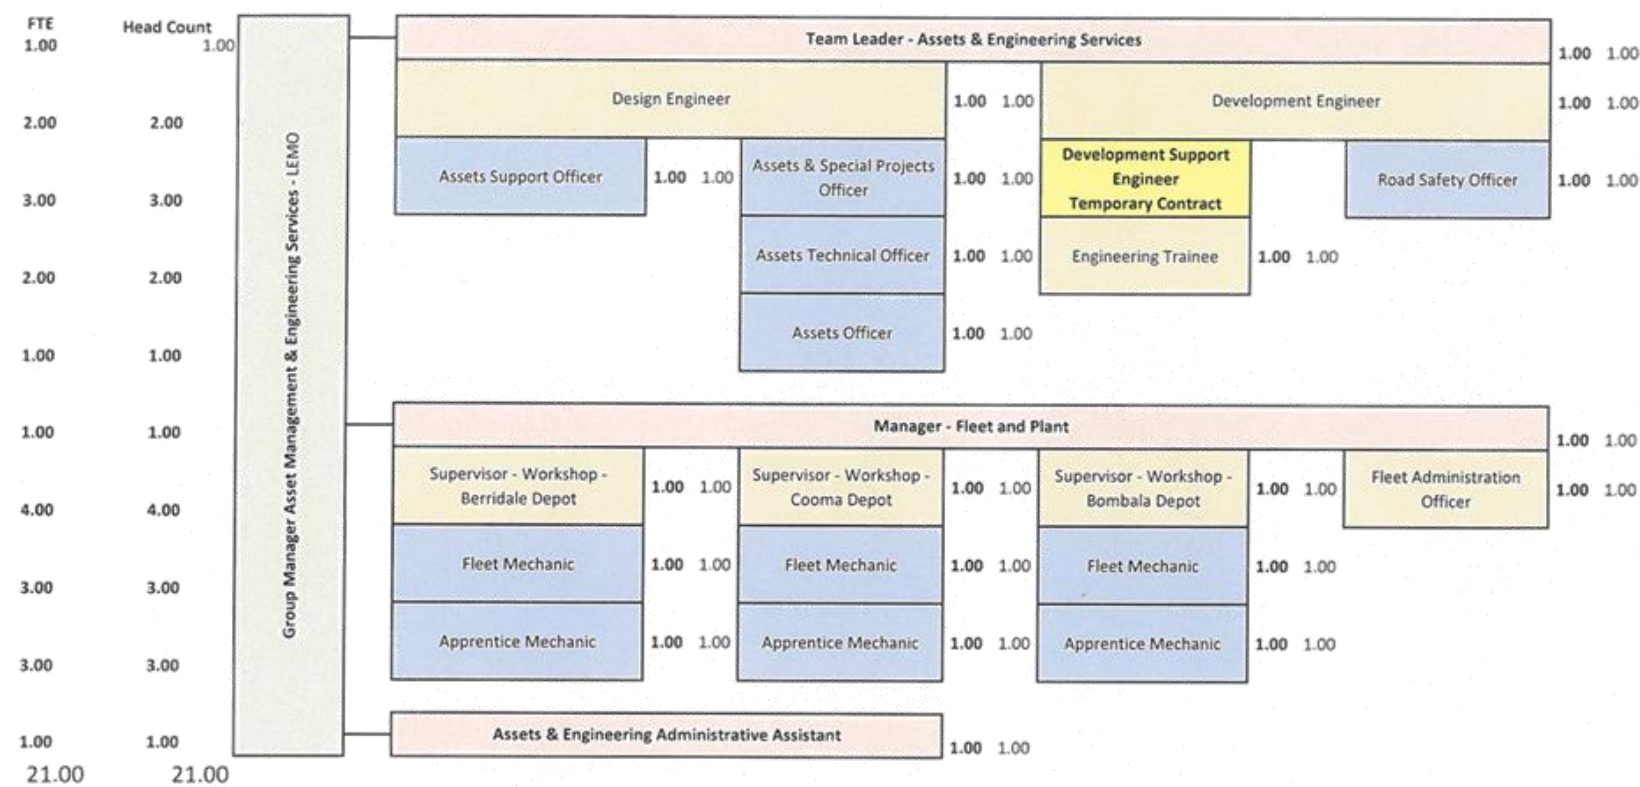 FTE
Head Count
1.00
1.00
Group Manager Asset Management & Engineering Services - LEMO
Team Leader - Assets & Engineering Services
1.00 1.00
2.00 2.00
Design Engineer
1.00 1.00
Development Engineer
1.00 1.00
3.00 3.00
Assets Support Officer
1.00 1.00
Assets & Special Projects
Officer
1.00 1.00
Development Support
Engineer
Temporary Contract
Road Safety Officer
1.00 1.00
2.00 2.00
Assets Technical Officer
1.00 1.00
Engineering Trainee
1.00 1.00
1.00 1.00
Assets Officer
1.00 1.00
1.00 1.00
Manager - Fleet and Plant
1.00 1.00
4.00 4.00
Supervisor - Workshop -
Berridale Depot
1.00 1.00
Supervisor - Workshop -
Cooma Depot
1.00 1.00
Supervisor - Workshop -
Bombala Depot
1.00 1.00
Fleet Administration
Officer
1.00 1.00
3.00 3.00
Fleet Mechanic
1.00 1.00
Fleet Mechanic
1.00 1.00
Fleet Mechanic
1.00 1.00
3.00 3.00
Apprentice Mechanic
1.00 1.00
Apprentice Mechanic
1.00 1.00
Apprentice Mechanic
1.00 1.00
1.00 1.00
Assets & Engineering Administrative Assistant
1.00 1.00
21.00 21.00